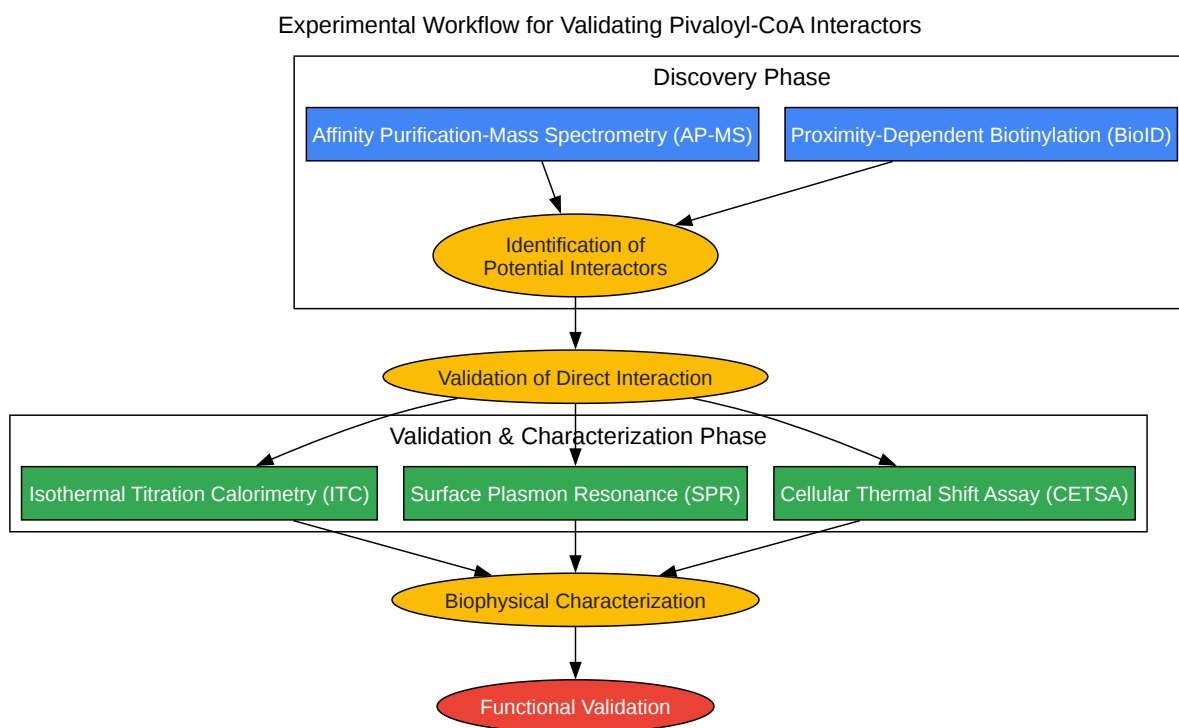 Experimental Workflow for Validating Pivaloyl-CoA Interactors
Discovery Phase
Affinity Purification-Mass Spectrometry (AP-MS)
Proximity-Dependent Biotinylation (BioID)
Identification of
Potential Interactors
Validation of Direct Interaction
Validation & Characterization Phase
Isothermal Titration Calorimetry (ITC)
Surface Plasmon Resonance (SPR)
Cellular Thermal Shift Assay (CETSA)
Biophysical Characterization
Functional Validation